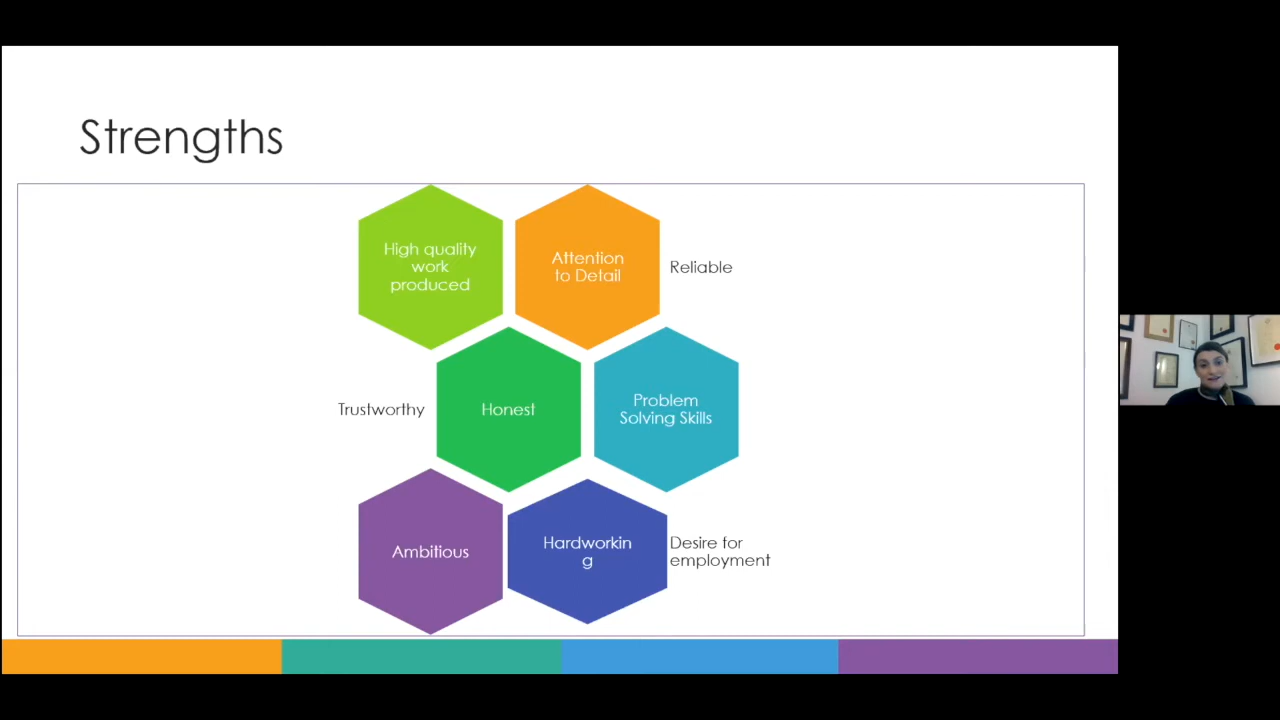 Strengths
High quality
work
produced
Attention
to Detail
Reliable
Trustworthy
Honest
Problem
Solving Skills
Ambitious
Hardworkin
g
Desire for
employment